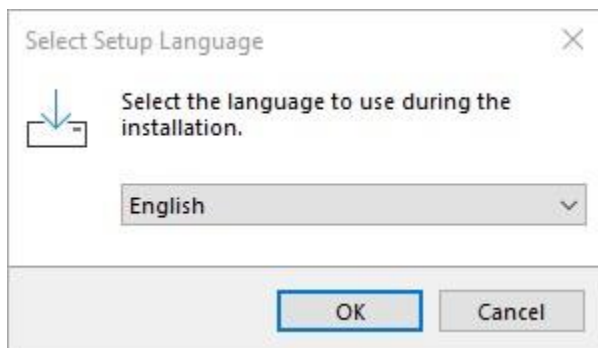 Select Setup Language
Select the language to use during the
installation.
English
OK
Cancel